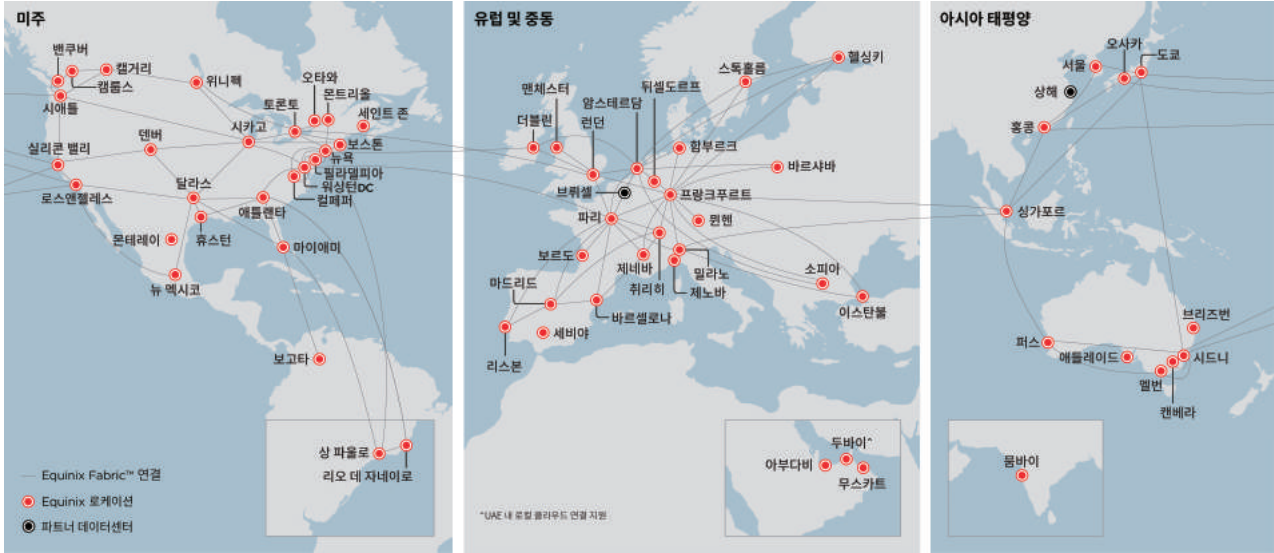 미주
밴쿠버
캘거리
캠룹스
위니펙
시애틀
오타와
몬트리올
토론토
세인트 존
시카고
보스톤
덴버
실리콘 밸리
뉴욕
필라델피아
워싱턴DC
컬페퍼
달라스
로스앤젤레스
애틀랜타
몬테레이
휴스턴
마이애미
뉴 멕시코
보고타
상 파울로
리오 데 자네이로
Equinix Fabric™ 연결
Equinix 로케이션
파트너 데이터센터
유럽 및 중동
헬싱키
스톡홀름
맨체스터
뒤셀도르프
암스테르담
더블린
런던
함부르크
바르샤바
브뤼셀
프랑크푸르트
파리
뮌헨
보르도
제네바
밀라노
소피아
마드리드
취리히
제노바
이스탄불
바르셀로나
세비야
리스본
두바이^
아부다비
무스카트
^UAE 내 로컬 클라우드 연결 지원
아시아 태평양
오사카
도쿄
서울
상해
홍콩
싱가포르
브리즈번
퍼스
애들레이드
시드니
멜번
캔베라
뭄바이